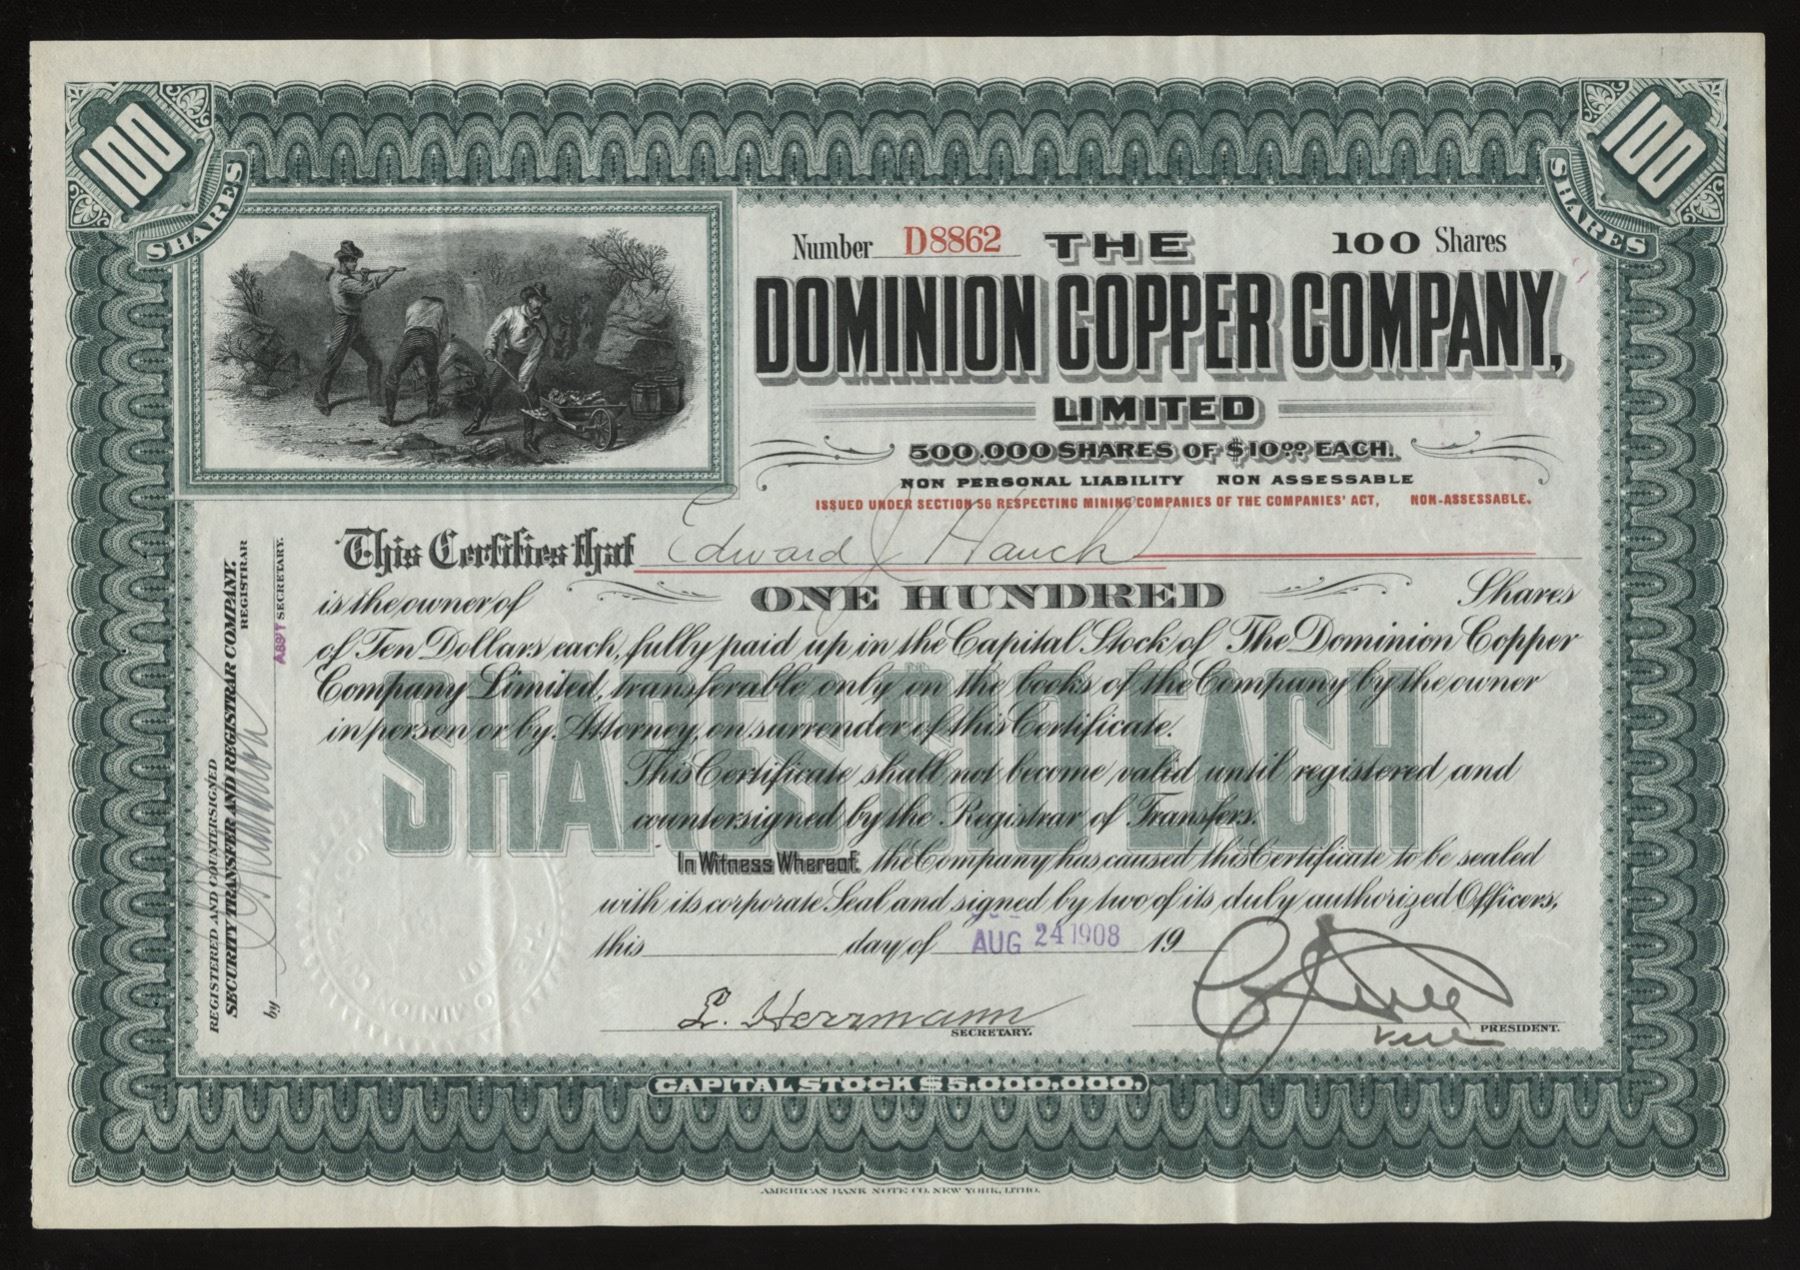 100
SHARES
100
SHARES
Number D8862 THE 100 Shares
DOMINION COPPER COMPANY,
LIMITED
500,000 SHARES OF $10.00 EACH.
NON PERSONAL LIABILITY NON ASSESSABLE
ISSUED UNDER SECTION 56 RESPECTING MINING COMPANIES OF THE COMPANIES' ACT, NON-ASSESSABLE.
This Certifies that Edward J Hauck
is the owner of ONE HUNDRED Shares
of Ten Dollars each, fully paid up in the Capital Stock of The Dominion Copper
Company Limited, transferable only on the books of the Company by the owner
in person or by Attorney, on surrender of this Certificate.
SHARES $10 EACH
This Certificate shall not become valid until registered and
countersigned by the Registrar of Transfers.
In Witness Whereof, the Company has caused this Certificate to be sealed
with its corporate Seal and signed by two of its duly authorized Officers,
this day of AUG 24 1908 19
L. Herrmann
SECRETARY.
Vice PRESIDENT.
REGISTERED AND COUNTERSIGNED
SECURITY TRANSFER AND REGISTRAR COMPANY.
REGISTRAR
by ASS'T SECRETARY.
CAPITAL STOCK $5,000,000.
AMERICAN BANK NOTE CO. NEW YORK, LITHO.